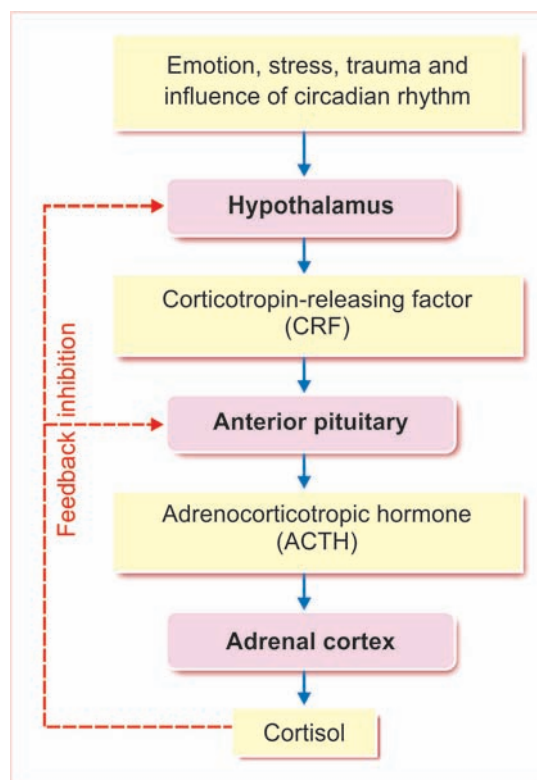 Emotion, stress, trauma and
influence of circadian rhythm
Hypothalamus
Corticotropin-releasing factor
(CRF)
Anterior pituitary
Adrenocorticotropic hormone
(ACTH)
Adrenal cortex
Cortisol
Feedback inhibition